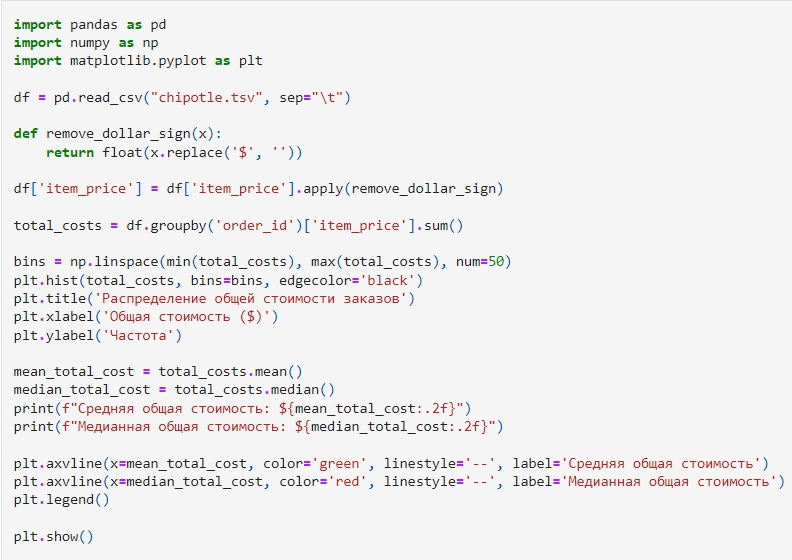 import pandas as pd
import numpy as np
import matplotlib.pyplot as plt

df = pd.read_csv("chipotle.tsv", sep="\t")

def remove_dollar_sign(x):
    return float(x.replace('$', ''))

df['item_price'] = df['item_price'].apply(remove_dollar_sign)

total_costs = df.groupby('order_id')['item_price'].sum()

bins = np.linspace(min(total_costs), max(total_costs), num=50)
plt.hist(total_costs, bins=bins, edgecolor='black')
plt.title('Распределение общей стоимости заказов')
plt.xlabel('Общая стоимость ($)')
plt.ylabel('Частота')

mean_total_cost = total_costs.mean()
median_total_cost = total_costs.median()
print(f"Средняя общая стоимость: ${mean_total_cost:.2f}")
print(f"Медианная общая стоимость: ${median_total_cost:.2f}")

plt.axvline(x=mean_total_cost, color='green', linestyle='--', label='Средняя общая стоимость')
plt.axvline(x=median_total_cost, color='red', linestyle='--', label='Медианная общая стоимость')
plt.legend()

plt.show()